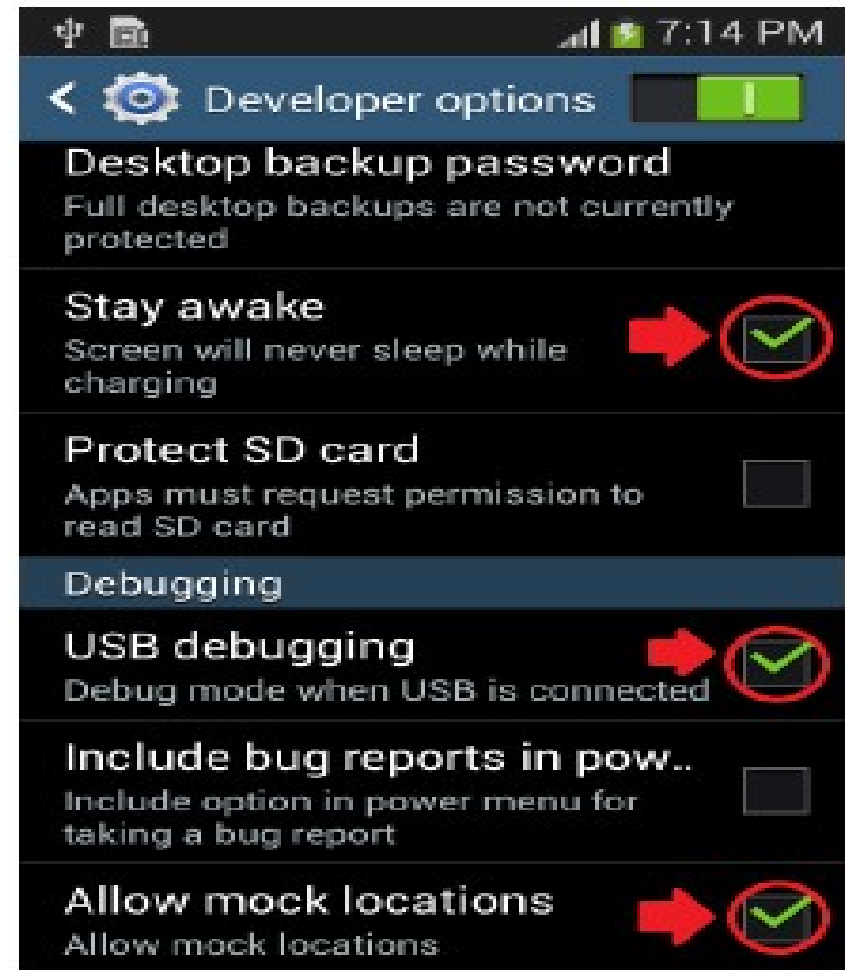 7:14 PM
Developer options
Desktop backup password
Full desktop backups are not currently
protected
Stay awake
Screen will never sleep while
charging
Protect SD card
Apps must request permission to
read SD card
Debugging
USB debugging
Debug mode when USB is connected
Include bug reports in pow..
Include option in power menu for
taking a bug report
Allow mock locations
Allow mock locations